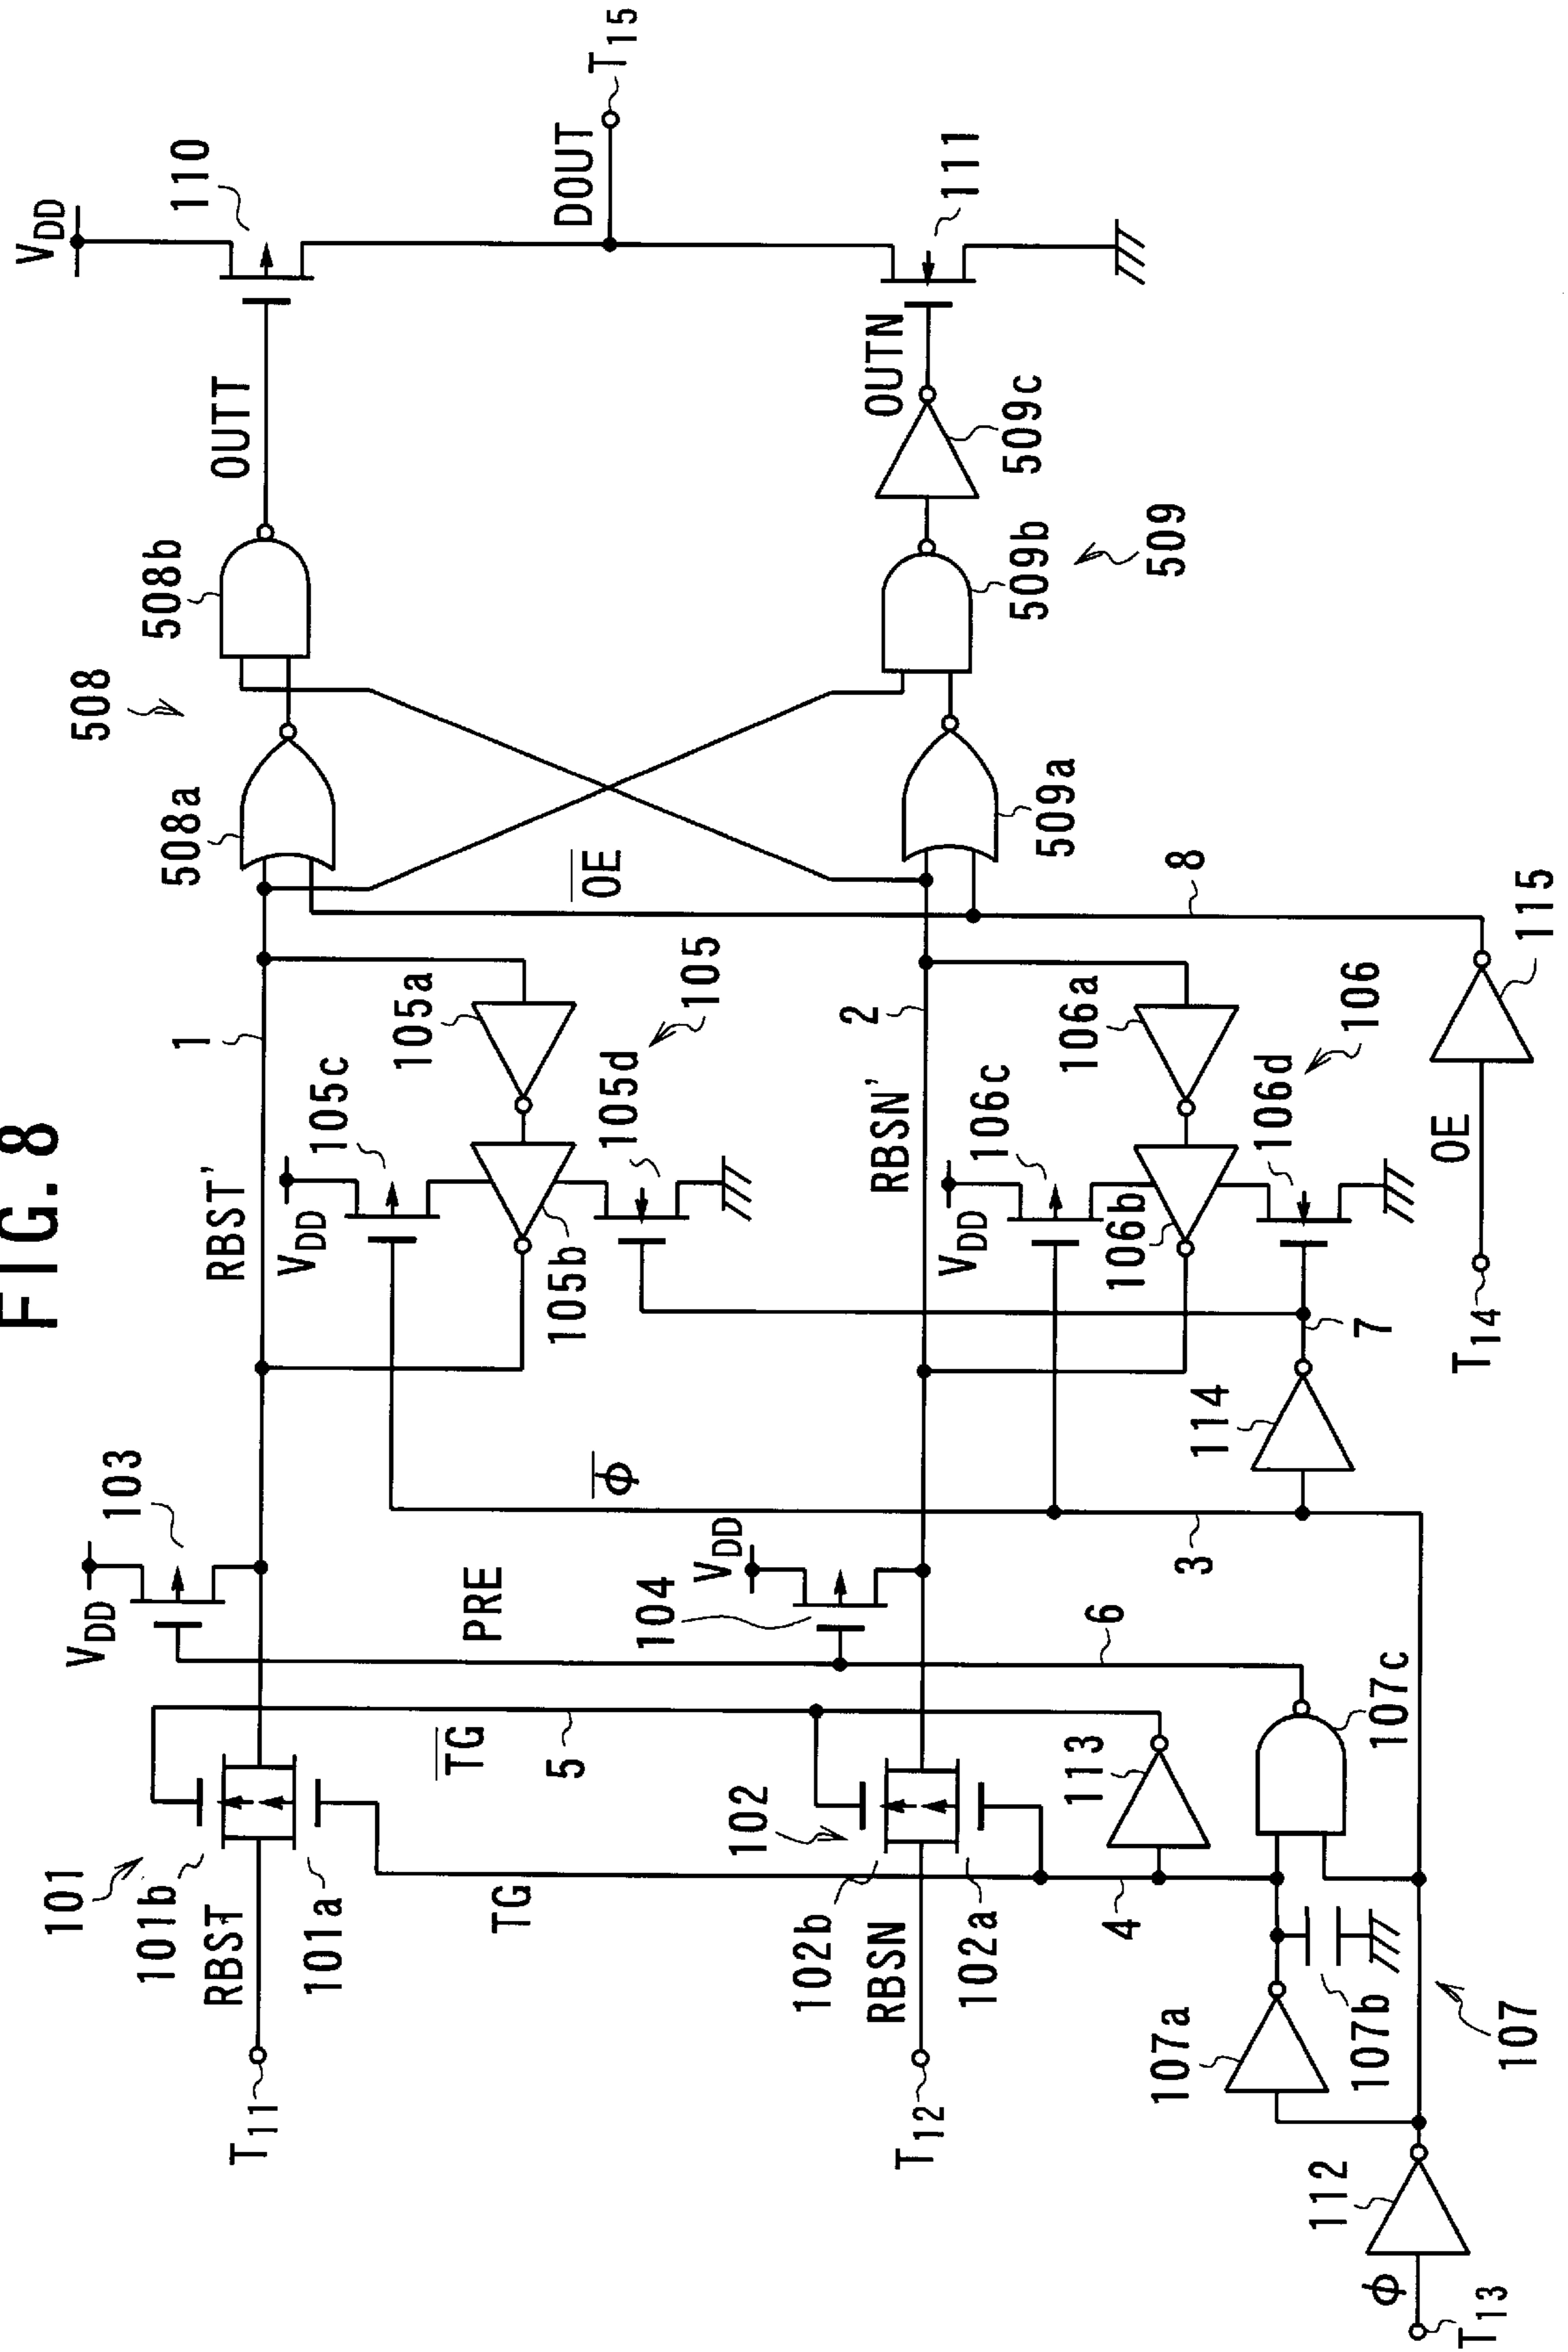 FIG. 8
VDD
110
OUTT
508b
508
508a
1
RBST'
VDD
105c
105a
105b
105d
105
103
VDD
PRE
101
101b
101a
RBST
T11
TG
5
TG
DOUT
T15
111
OUTN
509c
509b
509
509a
OE
8
2
RBSN'
VDD
106c
106a
106b
106d
106
115
OE
T14
7
114
ϕ
3
VDD
104
6
107c
102
113
102b
102a
RBSN
T12
4
107a
107b
107
112
ϕ
T13